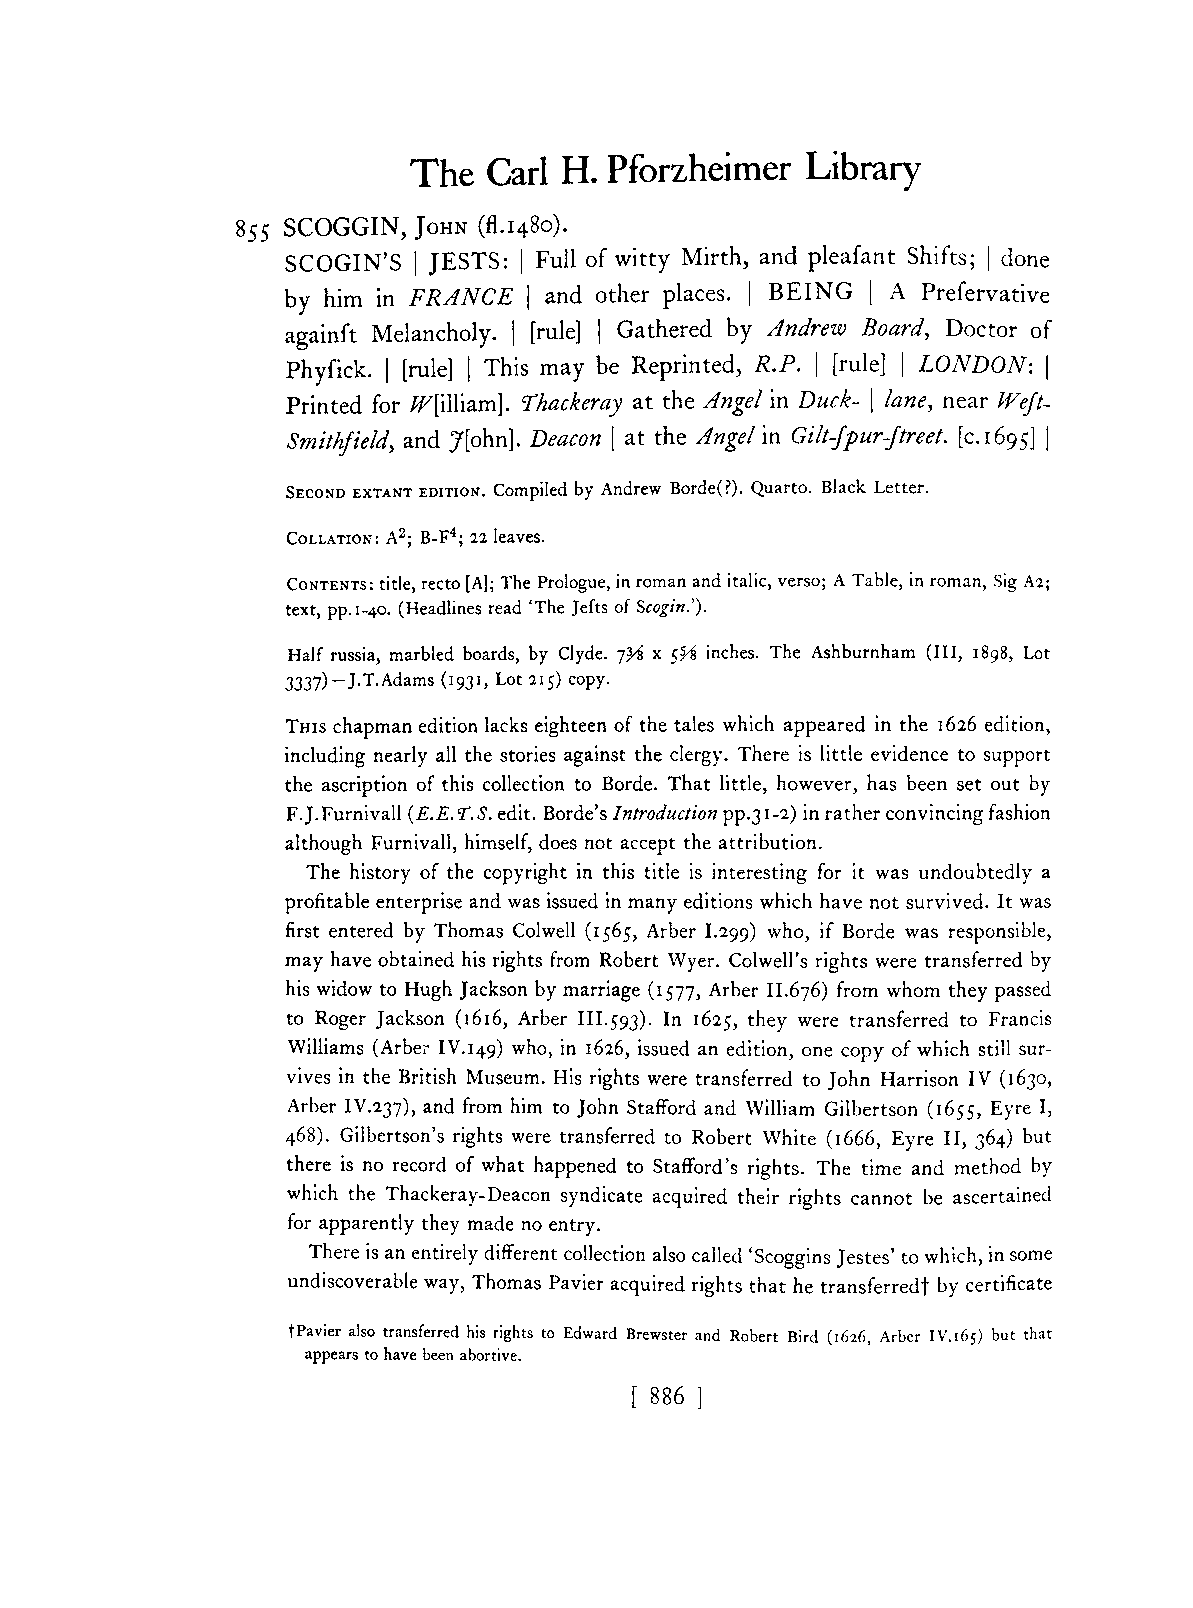 The Carl H. Pforzheimer Library
855 SCOGGIN, John (fl.1480).
SCOGIN'S | JESTS: | Full of witty Mirth, and pleaſant Shifts; | done
by him in FRANCE | and other places. | BEING | A Preſervative
againſt Melancholy. | [rule] | Gathered by Andrew Board, Doctor of
Phyſick. | [rule] | This may be Reprinted, R.P. | [rule] | LONDON: |
Printed for W[illiam]. Thackeray at the Angel in Duck- | lane, near Weſt-
Smithfield, and J[ohn]. Deacon | at the Angel in Gilt-ſpur-ſtreet. [c.1695] |
Second extant edition. Compiled by Andrew Borde(?). Quarto. Black Letter.
Collation: A²; B-F⁴; 22 leaves.
Contents: title, recto [A]; The Prologue, in roman and italic, verso; A Table, in roman, Sig A2;
text, pp.1-40. (Headlines read 'The Jeſts of Scogin.').
Half russia, marbled boards, by Clyde. 7⅜ x 5⅝ inches. The Ashburnham (III, 1898, Lot
3337)—J.T.Adams (1931, Lot 215) copy.
This chapman edition lacks eighteen of the tales which appeared in the 1626 edition,
including nearly all the stories against the clergy. There is little evidence to support
the ascription of this collection to Borde. That little, however, has been set out by
F.J.Furnivall (E.E.T.S. edit. Borde's Introduction pp.31-2) in rather convincing fashion
although Furnivall, himself, does not accept the attribution.
The history of the copyright in this title is interesting for it was undoubtedly a
profitable enterprise and was issued in many editions which have not survived. It was
first entered by Thomas Colwell (1565, Arber I.299) who, if Borde was responsible,
may have obtained his rights from Robert Wyer. Colwell's rights were transferred by
his widow to Hugh Jackson by marriage (1577, Arber II.676) from whom they passed
to Roger Jackson (1616, Arber III.593). In 1625, they were transferred to Francis
Williams (Arber IV.149) who, in 1626, issued an edition, one copy of which still sur-
vives in the British Museum. His rights were transferred to John Harrison IV (1630,
Arber IV.237), and from him to John Stafford and William Gilbertson (1655, Eyre I,
468). Gilbertson's rights were transferred to Robert White (1666, Eyre II, 364) but
there is no record of what happened to Stafford's rights. The time and method by
which the Thackeray-Deacon syndicate acquired their rights cannot be ascertained
for apparently they made no entry.
There is an entirely different collection also called 'Scoggins Jestes' to which, in some
undiscoverable way, Thomas Pavier acquired rights that he transferred† by certificate
†Pavier also transferred his rights to Edward Brewster and Robert Bird (1626, Arber IV.165) but that
appears to have been abortive.
[ 886 ]